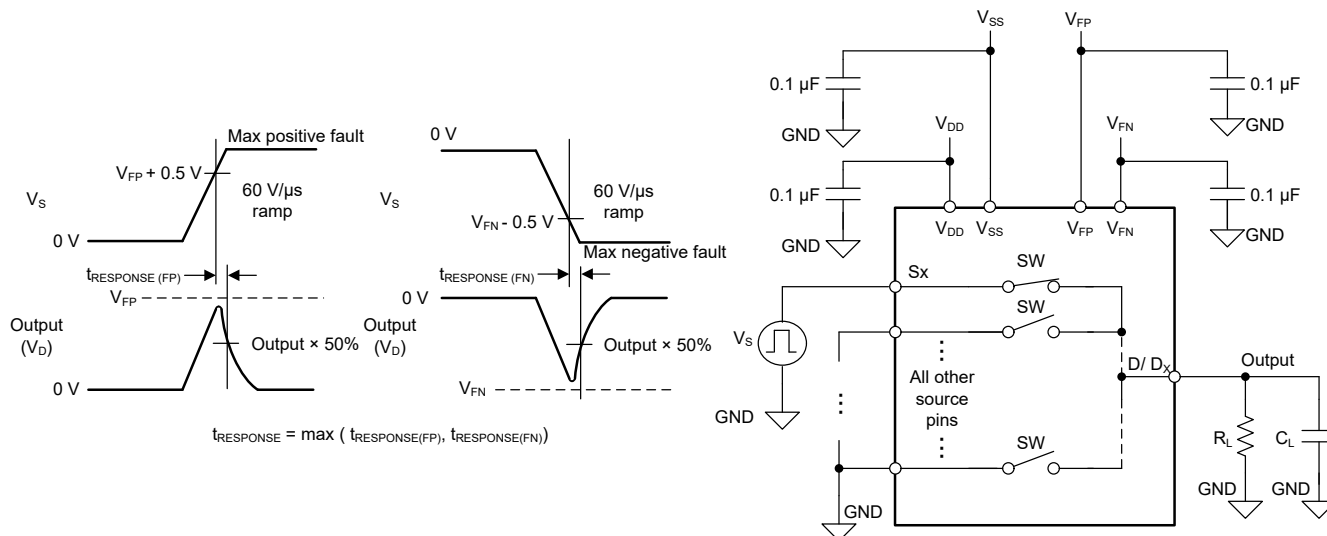 Max positive fault
V_FP + 0.5 V
60 V/µs
ramp
V_S
0 V
t_RESPONSE (FP)
V_FP
Output
(V_D)
Output × 50%
0 V
0 V
V_S
60 V/µs
ramp
V_FN - 0.5 V
Max negative fault
t_RESPONSE (FN)
0 V
Output
(V_D)
Output × 50%
V_FN
t_RESPONSE = max ( t_RESPONSE(FP), t_RESPONSE(FN))
V_SS
V_FP
0.1 µF
0.1 µF
GND
GND
V_DD
V_FN
0.1 µF
0.1 µF
GND
GND
V_DD
V_SS
V_FP
V_FN
Sx
SW
SW
V_S
GND
All other
source
pins
D/ D_X
Output
SW
GND
R_L
C_L
GND
GND